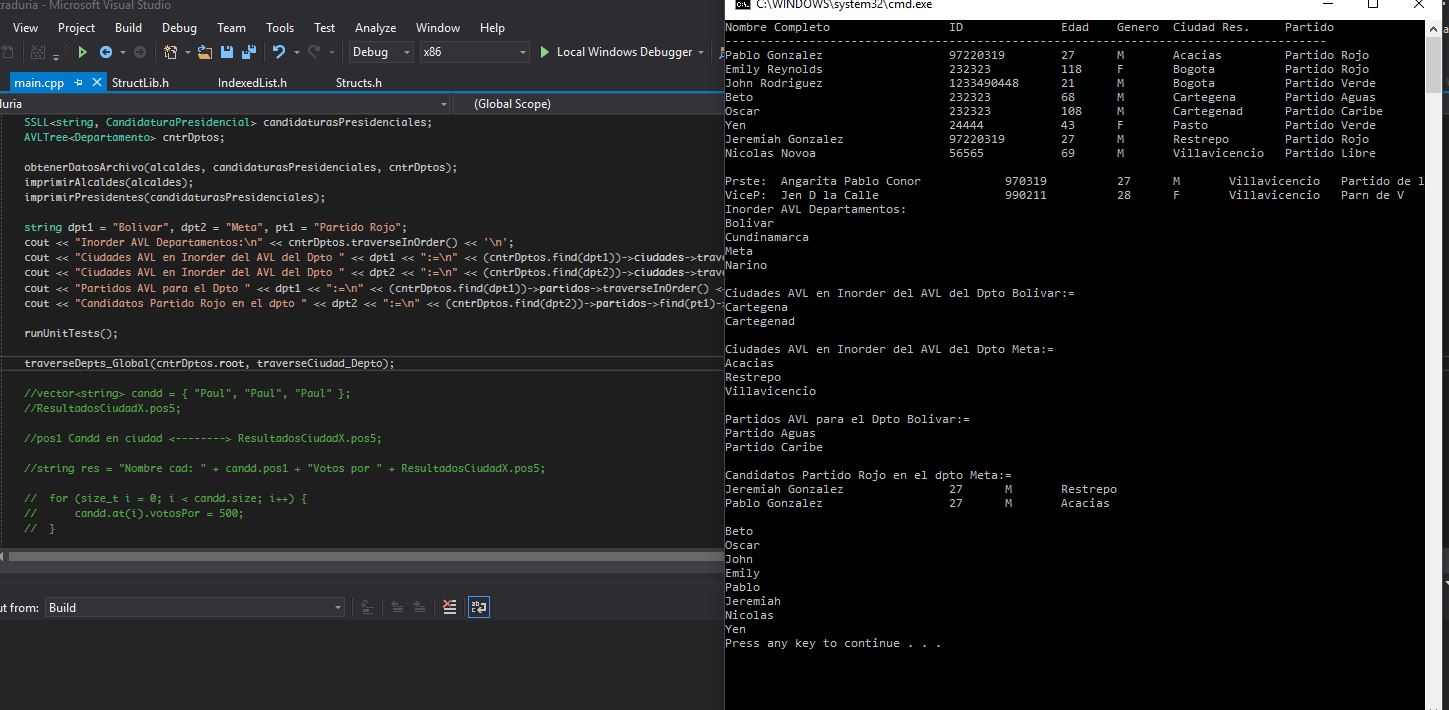 traduria - Microsoft Visual Studio
View Project Build Debug Team Tools Test Analyze Window Help
Debug x86 Local Windows Debugger
main.cpp StructLib.h IndexedList.h Structs.h
duria (Global Scope)
SSLL<string, CandidaturaPresidencial> candidaturasPresidenciales;
AVLTree<Departamento> cntrDptos;
obtenerDatosArchivo(alcaldes, candidaturasPresidenciales, cntrDptos);
imprimirAlcaldes(alcaldes);
imprimirPresidentes(candidaturasPresidenciales);
string dpt1 = "Bolivar", dpt2 = "Meta", pt1 = "Partido Rojo";
cout << "Inorder AVL Departamentos:\n" << cntrDptos.traverseInOrder() << '\n';
cout << "Ciudades AVL en Inorder del AVL del Dpto " << dpt1 << ":=\n" << (cntrDptos.find(dpt1))->ciudades->trave
cout << "Ciudades AVL en Inorder del AVL del Dpto " << dpt2 << ":=\n" << (cntrDptos.find(dpt2))->ciudades->trave
cout << "Partidos AVL para el Dpto " << dpt1 << ":=\n" << (cntrDptos.find(dpt1))->partidos->traverseInOrder() <
cout << "Candidatos Partido Rojo en el dpto " << dpt2 << ":=\n" << (cntrDptos.find(dpt2))->partidos->find(pt1)-
runUnitTests();
traverseDepts_Global(cntrDptos.root, traverseCiudad_Depto);
//vector<string> candd = { "Paul", "Paul", "Paul" };
//ResultadosCiudadX.pos5;
//pos1 Candd en ciudad <--------> ResultadosCiudadX.pos5;
//string res = "Nombre cad: " + candd.pos1 + "Votos por " + ResultadosCiudadX.pos5;
// for (size_t i = 0; i < candd.size; i++) {
// candd.at(i).votosPor = 500;
// }
ut from: Build
C:\WINDOWS\system32\cmd.exe
Nombre Completo ID Edad Genero Ciudad Res. Partido
--------------------------------------------------------------------------------------
Pablo Gonzalez 97220319 27 M Acacias Partido Rojo
Emily Reynolds 232323 118 F Bogota Partido Rojo
John Rodriguez 1233490448 21 M Bogota Partido Verde
Beto 232323 68 M Cartegena Partido Aguas
Oscar 232323 108 M Cartegenad Partido Caribe
Yen 24444 43 F Pasto Partido Verde
Jeremiah Gonzalez 97220319 27 M Restrepo Partido Rojo
Nicolas Novoa 56565 69 M Villavicencio Partido Libre
Prste: Angarita Pablo Conor 970319 27 M Villavicencio Partido de l
ViceP: Jen D la Calle 990211 28 F Villavicencio Parn de V
Inorder AVL Departamentos:
Bolivar
Cundinamarca
Meta
Narino
Ciudades AVL en Inorder del AVL del Dpto Bolivar:=
Cartegena
Cartegenad
Ciudades AVL en Inorder del AVL del Dpto Meta:=
Acacias
Restrepo
Villavicencio
Partidos AVL para el Dpto Bolivar:=
Partido Aguas
Partido Caribe
Candidatos Partido Rojo en el dpto Meta:=
Jeremiah Gonzalez 27 M Restrepo
Pablo Gonzalez 27 M Acacias
Beto
Oscar
John
Emily
Pablo
Jeremiah
Nicolas
Yen
Press any key to continue . . .